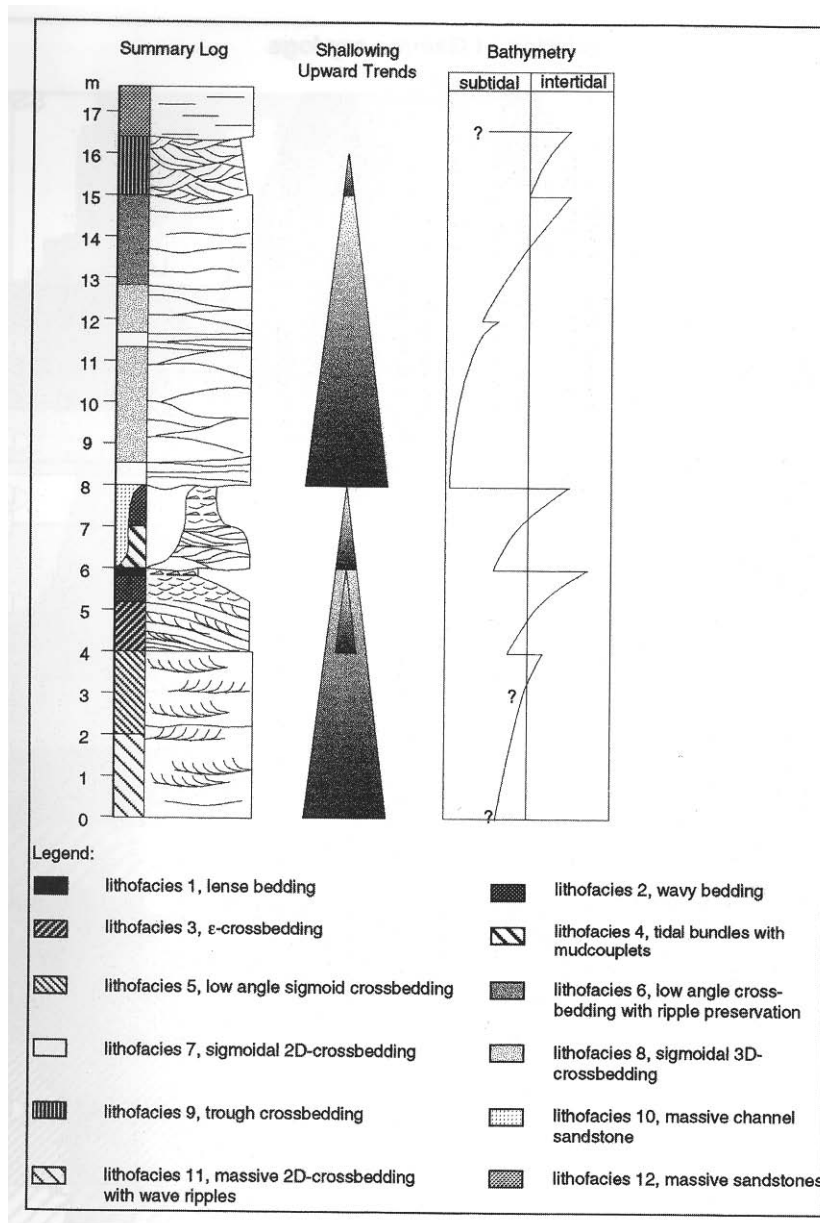 Summary Log
Shallowing
Upward Trends
Bathymetry
m
subtidal
intertidal
17
16
15
14
13
12
11
10
9
8
7
6
5
4
3
2
1
0
?
?
?
Legend:
lithofacies 1, lense bedding
lithofacies 2, wavy bedding
lithofacies 3, ε-crossbedding
lithofacies 4, tidal bundles with
mudcouplets
lithofacies 5, low angle sigmoid crossbedding
lithofacies 6, low angle cross-
bedding with ripple preservation
lithofacies 7, sigmoidal 2D-crossbedding
lithofacies 8, sigmoidal 3D-
crossbedding
lithofacies 9, trough crossbedding
lithofacies 10, massive channel
sandstone
lithofacies 11, massive 2D-crossbedding
with wave ripples
lithofacies 12, massive sandstones